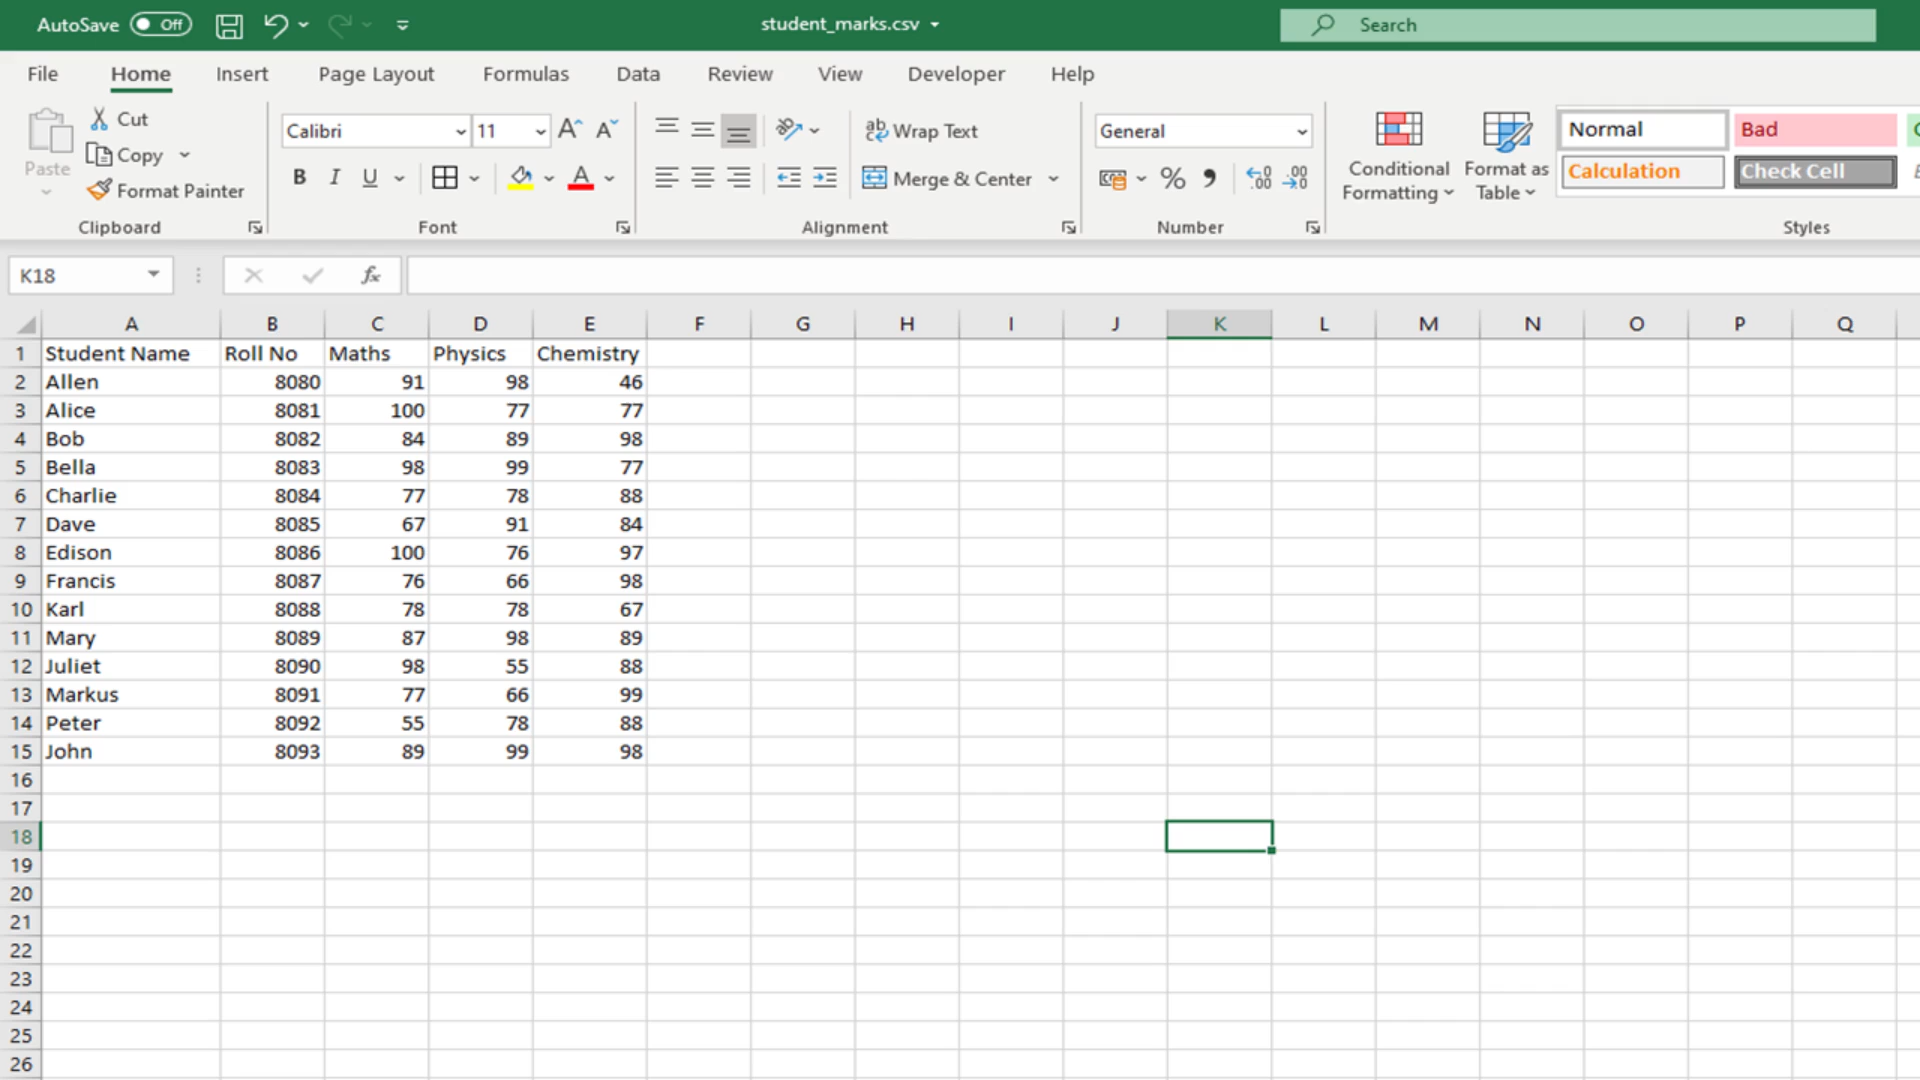 AutoSave Off student_marks.csv Search
File Home Insert Page Layout Formulas Data Review View Developer Help
Paste
Cut
Copy
Format Painter
Clipboard
Calibri 11
B I U A
Font
Wrap Text
Merge & Center
Alignment
General
% 
Number
Conditional Formatting
Format as Table
Normal Bad
Calculation Check Cell
Styles
K18 fx
A B C D E F G H I J K L M N O P Q
1 Student Name Roll No Maths Physics Chemistry
2 Allen 8080 91 98 46
3 Alice 8081 100 77 77
4 Bob 8082 84 89 98
5 Bella 8083 98 99 77
6 Charlie 8084 77 78 88
7 Dave 8085 67 91 84
8 Edison 8086 100 76 97
9 Francis 8087 76 66 98
10 Karl 8088 78 78 67
11 Mary 8089 87 98 89
12 Juliet 8090 98 55 88
13 Markus 8091 77 66 99
14 Peter 8092 55 78 88
15 John 8093 89 99 98
16
17
18
19
20
21
22
23
24
25
26